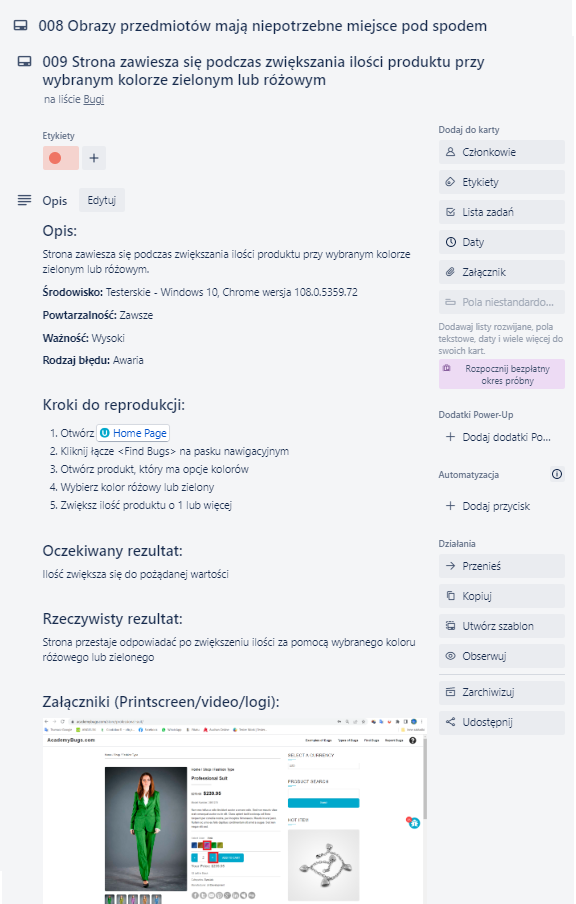 008 Obrazy przedmiotów mają niepotrzebne miejsce pod spodem
009 Strona zawiesza się podczas zwiększania ilości produktu przy
wybranym kolorze zielonym lub różowym
na liście Bugi
Etykiety
Opis
Edytuj
Opis:
Strona zawiesza się podczas zwiększania ilości produktu przy wybranym kolorze
zielonym lub różowym.
Środowisko: Testerskie - Windows 10, Chrome wersja 108.0.5359.72
Powtarzalność: Zawsze
Ważność: Wysoki
Rodzaj błędu: Awaria
Kroki do reprodukcji:
1. Otwórz Home Page
2. Kliknij łącze <Find Bugs> na pasku nawigacyjnym
3. Otwórz produkt, który ma opcje kolorów
4. Wybierz kolor różowy lub zielony
5. Zwiększ ilość produktu o 1 lub więcej
Oczekiwany rezultat:
Ilość zwiększa się do pożądanej wartości
Rzeczywisty rezultat:
Strona przestaje odpowiadać po zwiększeniu ilości za pomocą wybranego koloru
różowego lub zielonego
Załączniki (Printscreen/video/logi):
AcademyBugs.com
Professional Suit
SELECT A CURRENCY
PRODUCT SEARCH
HOT ITEM
Dodaj do karty
Członkowie
Etykiety
Lista zadań
Daty
Załącznik
Pola niestandardo...
Dodawaj listy rozwijane, pola
tekstowe, daty i wiele więcej do
swoich kart.
Rozpocznij bezpłatny
okres próbny
Dodatki Power-Up
Dodaj dodatki Po...
Automatyzacja
Dodaj przycisk
Działania
Przenieś
Kopiuj
Utwórz szablon
Obserwuj
Zarchiwizuj
Udostępnij